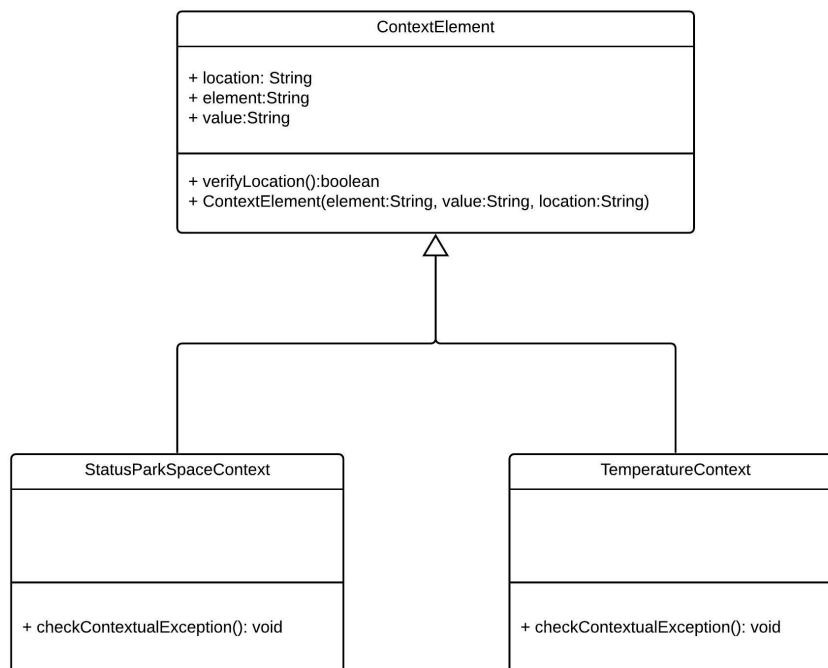 ContextElement
+ location: String
+ element:String
+ value:String
+ verifyLocation():boolean
+ ContextElement(element:String, value:String, location:String)
StatusParkSpaceContext
+ checkContextualException(): void
TemperatureContext
+ checkContextualException(): void